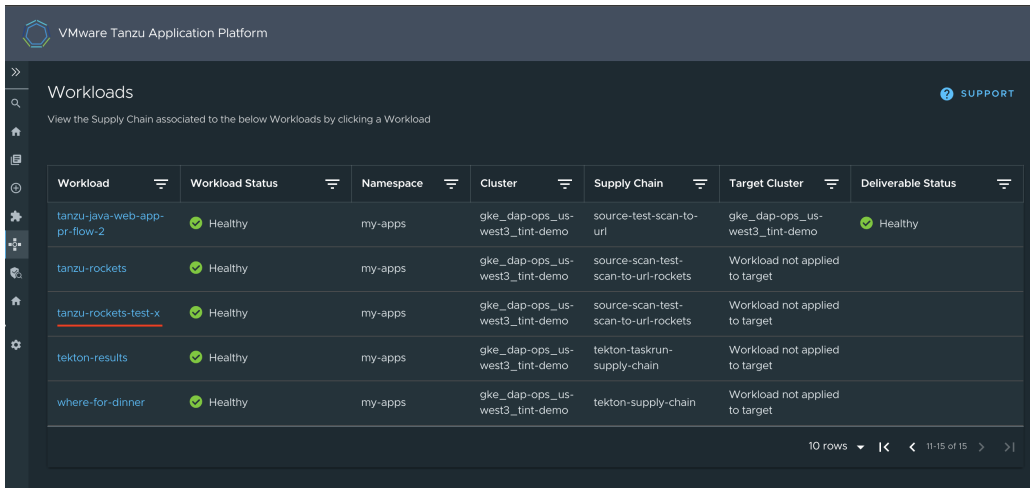 VMware Tanzu Application Platform
Workloads
SUPPORT
View the Supply Chain associated to the below Workloads by clicking a Workload
Workload Workload Status Namespace Cluster Supply Chain Target Cluster Deliverable Status
tanzu-java-web-app-
pr-flow-2 Healthy my-apps gke_dap-ops_us-
west3_tint-demo source-test-scan-to-
url gke_dap-ops_us-
west3_tint-demo Healthy
tanzu-rockets Healthy my-apps gke_dap-ops_us-
west3_tint-demo source-scan-test-
scan-to-url-rockets Workload not applied
to target
tanzu-rockets-test-x Healthy my-apps gke_dap-ops_us-
west3_tint-demo source-scan-test-
scan-to-url-rockets Workload not applied
to target
tekton-results Healthy my-apps gke_dap-ops_us-
west3_tint-demo tekton-taskrun-
supply-chain Workload not applied
to target
where-for-dinner Healthy my-apps gke_dap-ops_us-
west3_tint-demo tekton-supply-chain Workload not applied
to target
10 rows 11-15 of 15